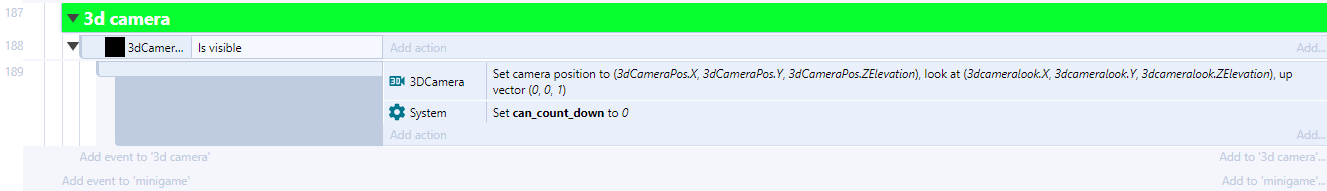 187
3d camera
188
3dCamer... Is visible Add action Add...
189
3DCamera Set camera position to (3dCameraPos.X, 3dCameraPos.Y, 3dCameraPos.ZElevation), look at (3dcameralook.X, 3dcameralook.Y, 3dcameralook.ZElevation), up
vector (0, 0, 1)
System Set can_count_down to 0
Add action Add...
Add event to '3d camera' Add to '3d camera'...
Add event to 'minigame' Add to 'minigame'...